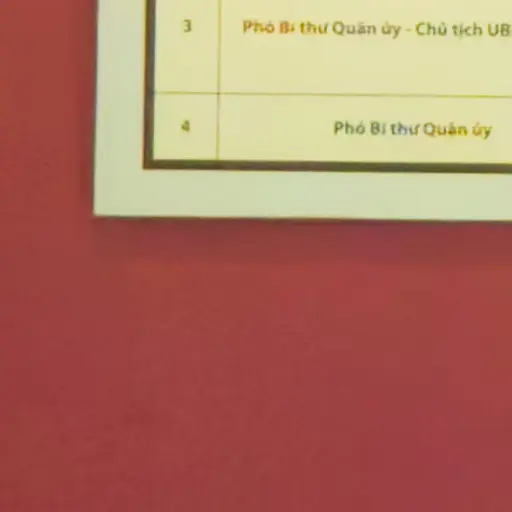 3 Phó Bí thư Quận ủy - Chủ tịch UB
4 Phó Bí thư Quận ủy